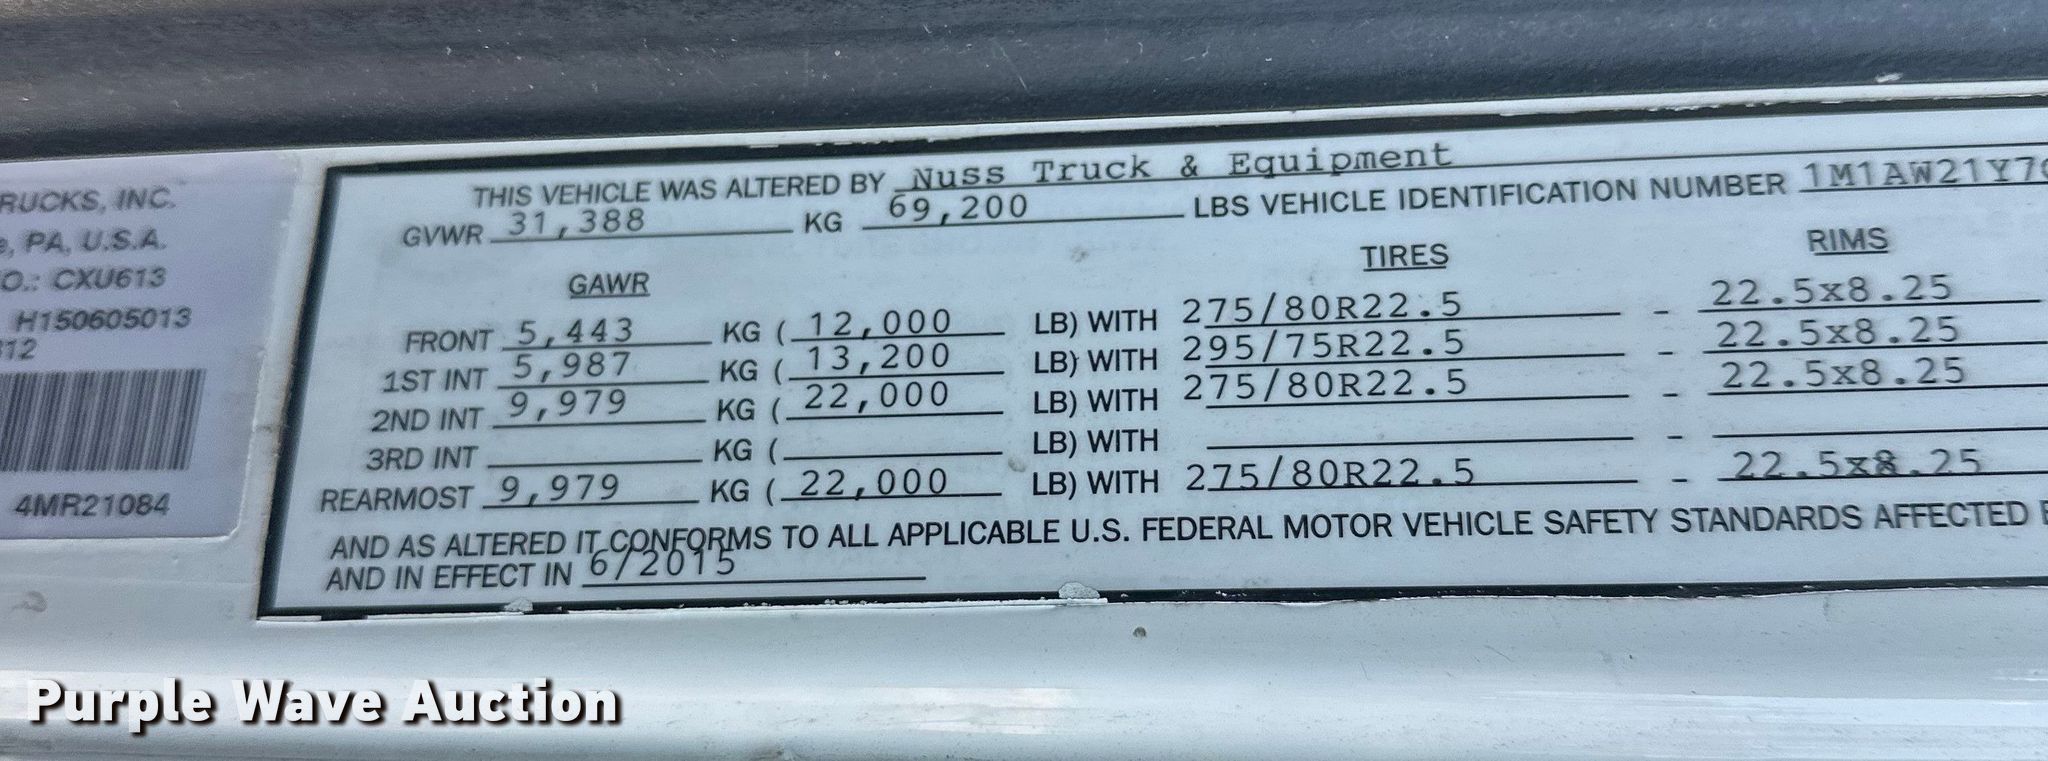 RUCKS, INC.
, PA, U.S.A.
O.: CXU613
H150605013
312
4MR21084
THIS VEHICLE WAS ALTERED BY Nuss Truck & Equipment
GVWR 31,388 KG 69,200 LBS VEHICLE IDENTIFICATION NUMBER 1M1AW21Y7
GAWR TIRES RIMS
FRONT 5,443 KG ( 12,000 LB) WITH 275/80R22.5 - 22.5x8.25
1ST INT 5,987 KG ( 13,200 LB) WITH 295/75R22.5 - 22.5x8.25
2ND INT 9,979 KG ( 22,000 LB) WITH 275/80R22.5 - 22.5x8.25
3RD INT KG ( LB) WITH -
REARMOST 9,979 KG ( 22,000 LB) WITH 275/80R22.5 - 22.5x8.25
AND AS ALTERED IT CONFORMS TO ALL APPLICABLE U.S. FEDERAL MOTOR VEHICLE SAFETY STANDARDS AFFECTED
AND IN EFFECT IN 6/2015
Purple Wave Auction